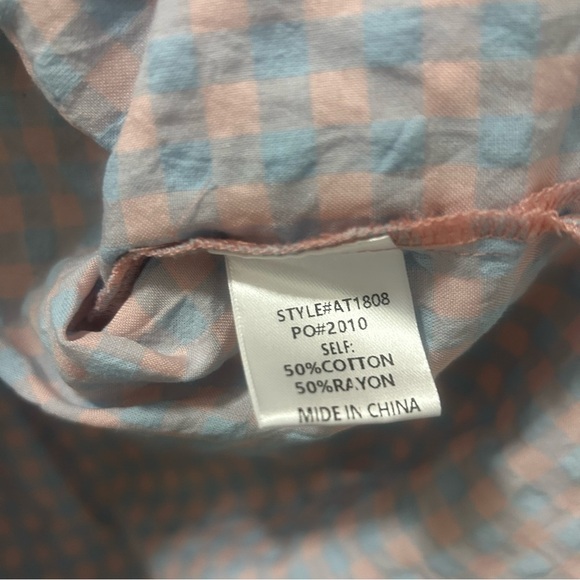 STYLE#AT1808
PO#2010
SELF:
50%COTTON
50%RAYON
MIDE IN CHINA